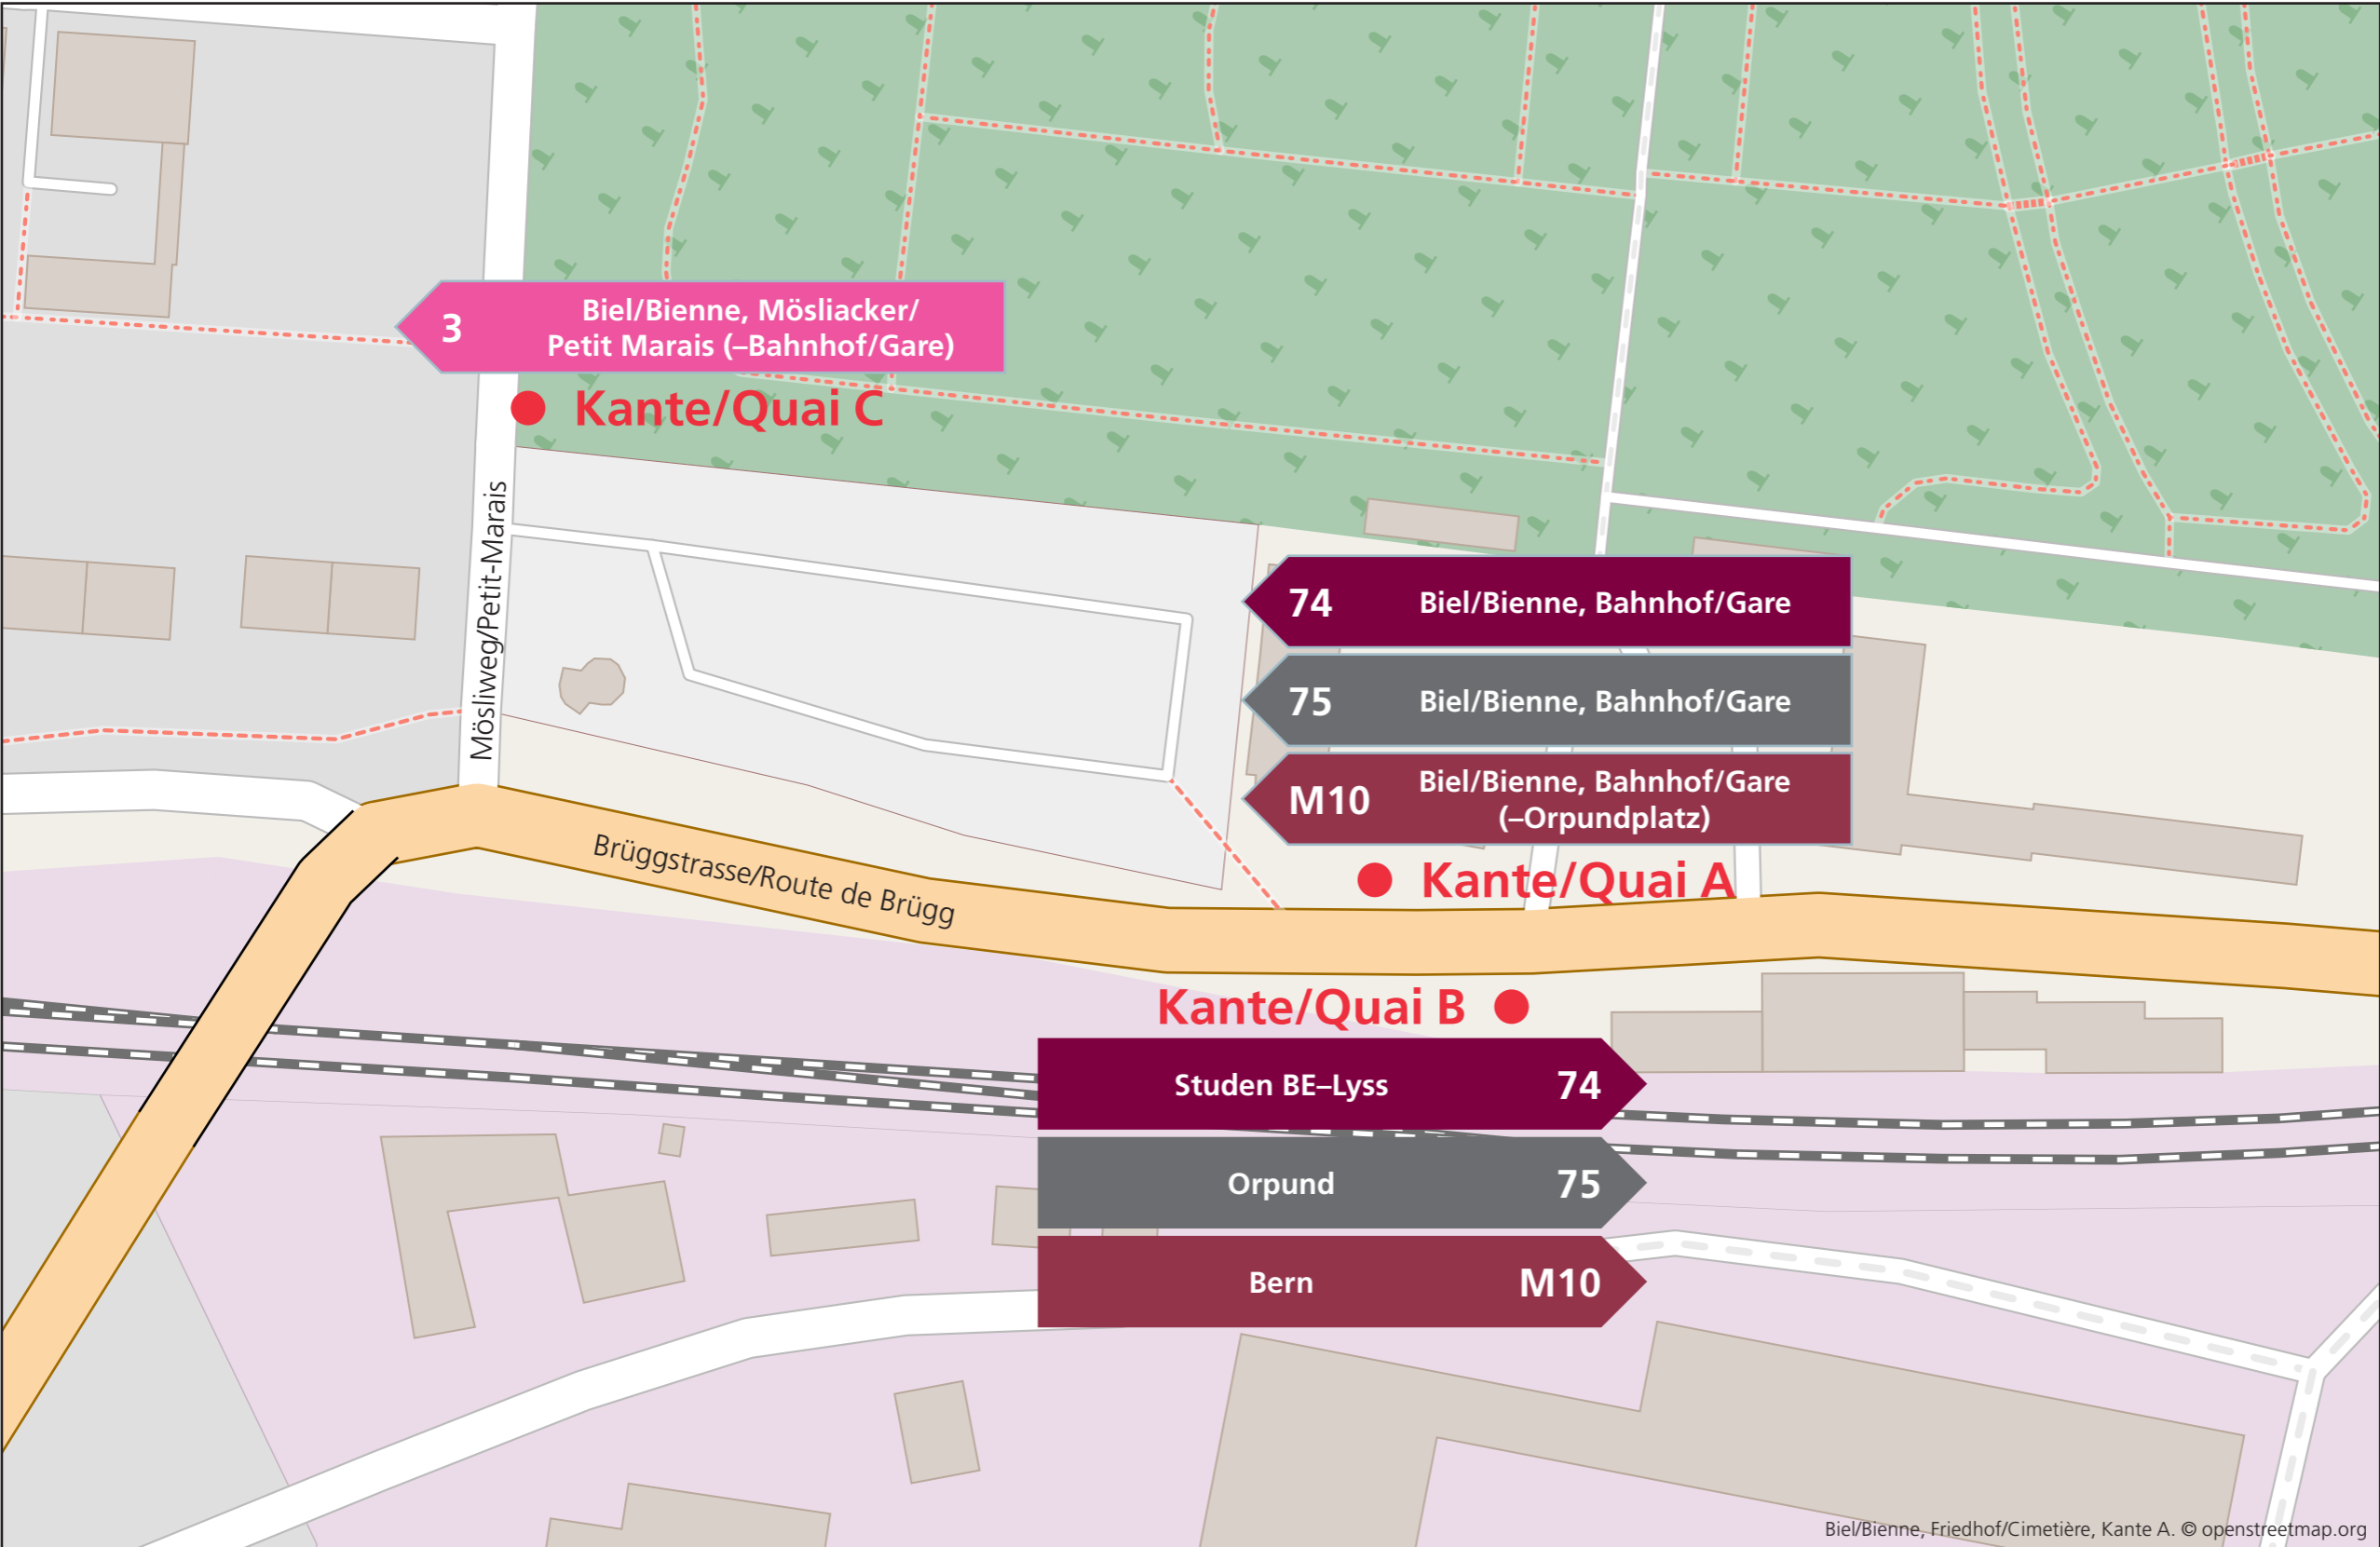 3
Biel/Bienne, Mösliacker/
Petit Marais (–Bahnhof/Gare)
Kante/Quai C
Mösliweg/Petit-Marais
74 Biel/Bienne, Bahnhof/Gare
75 Biel/Bienne, Bahnhof/Gare
M10 Biel/Bienne, Bahnhof/Gare
(–Orpundplatz)
Kante/Quai A
Brüggstrasse/Route de Brügg
Kante/Quai B
Studen BE–Lyss 74
Orpund 75
Bern M10
Biel/Bienne, Friedhof/Cimetière, Kante A. © openstreetmap.org